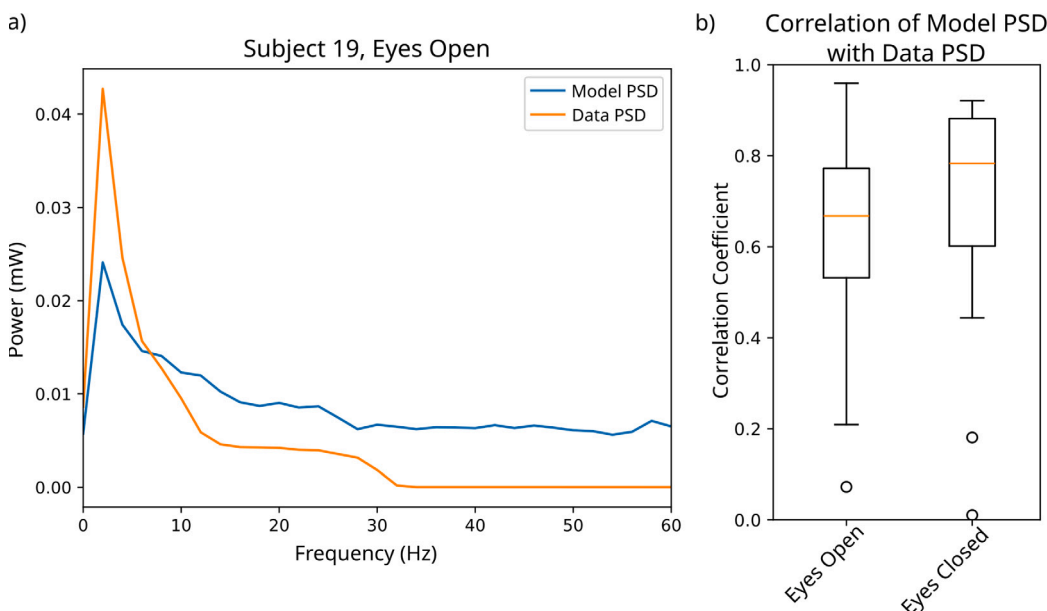 a)
Subject 19, Eyes Open
Model PSD
Data PSD
0.04
0.03
0.02
0.01
0.00
Power (mW)
0 10 20 30 40 50 60
Frequency (Hz)
b)
Correlation of Model PSD
with Data PSD
1.0
0.8
0.6
0.4
0.2
0.0
Correlation Coefficient
Eyes Open
Eyes Closed